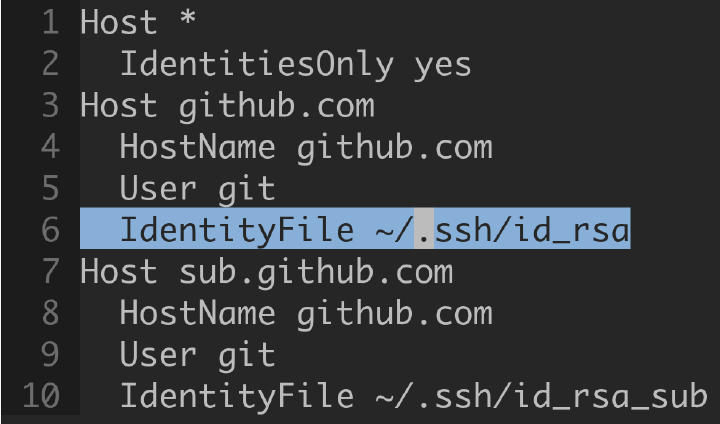 1 Host *
2   IdentitiesOnly yes
3 Host github.com
4   HostName github.com
5   User git
6   IdentityFile ~/.ssh/id_rsa
7 Host sub.github.com
8   HostName github.com
9   User git
10   IdentityFile ~/.ssh/id_rsa_sub